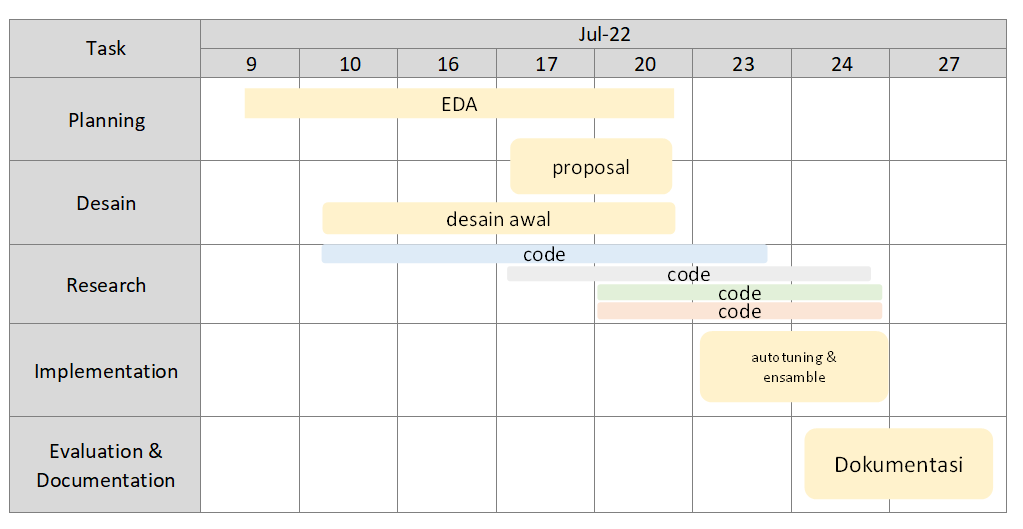 Task
Jul-22
9 10 16 17 20 23 24 27
Planning
EDA
proposal
Desain
desain awal
Research
code
code
code
code
Implementation
autotuning &
ensamble
Evaluation &
Documentation
Dokumentasi